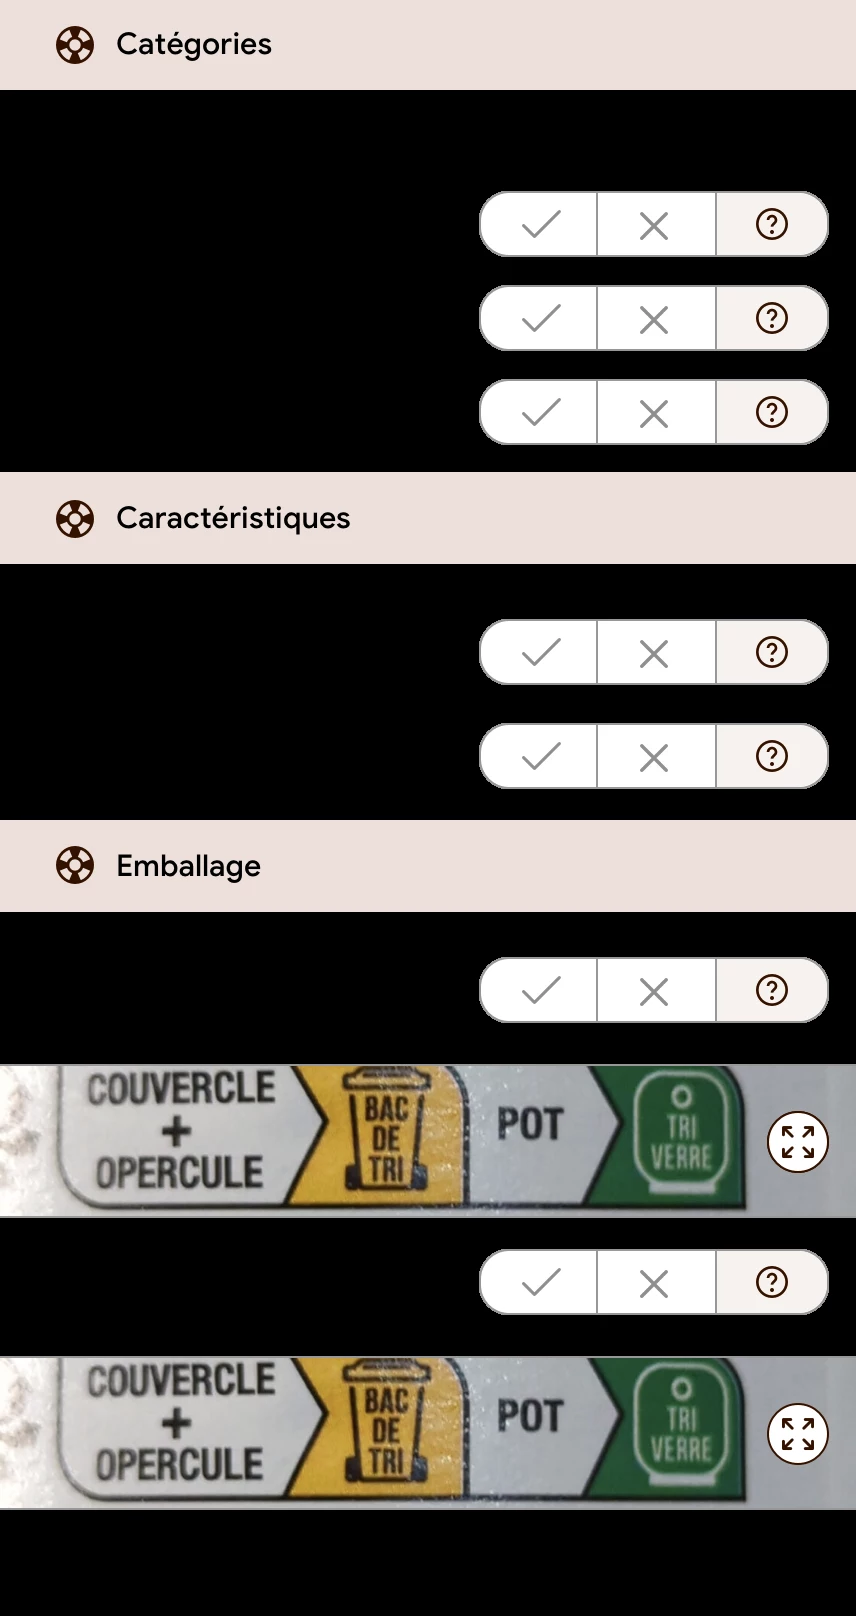 Catégories
Caractéristiques
Emballage
COUVERCLE
+
OPERCULE
BAC
DE
TRI
POT
TRI
VERRE
COUVERCLE
+
OPERCULE
BAC
DE
TRI
POT
TRI
VERRE